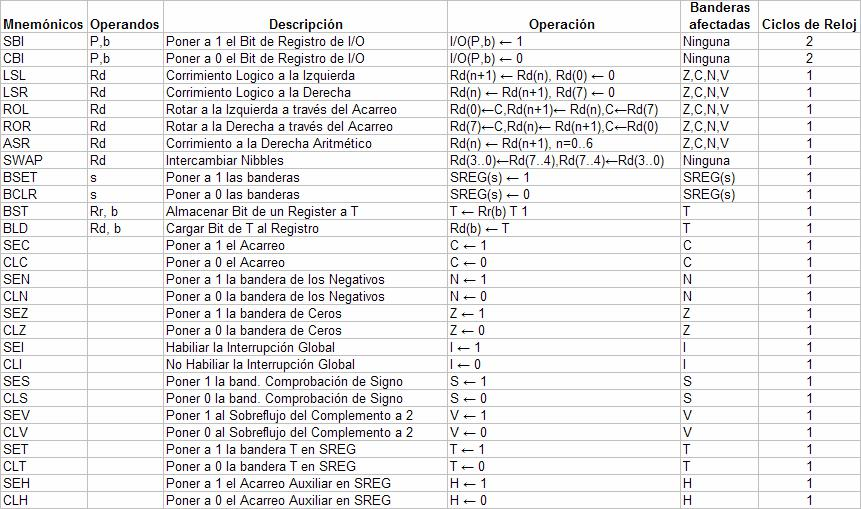 Mnemónicos Operandos Descripción Operación Banderas afectadas Ciclos de Reloj
SBI P,b Poner a 1 el Bit de Registro de I/O I/O(P,b) ← 1 Ninguna 2
CBI P,b Poner a 0 el Bit de Registro de I/O I/O(P,b) ← 0 Ninguna 2
LSL Rd Corrimiento Logico a la Izquierda Rd(n+1) ← Rd(n), Rd(0) ← 0 Z,C,N,V 1
LSR Rd Corrimiento Logico a la Derecha Rd(n) ← Rd(n+1), Rd(7) ← 0 Z,C,N,V 1
ROL Rd Rotar a la Izquierda a través del Acarreo Rd(0)←C,Rd(n+1)← Rd(n),C←Rd(7) Z,C,N,V 1
ROR Rd Rotar a la Derecha a través del Acarreo Rd(7)←C,Rd(n)← Rd(n+1),C←Rd(0) Z,C,N,V 1
ASR Rd Corrimiento a la Derecha Aritmético Rd(n) ← Rd(n+1), n=0..6 Z,C,N,V 1
SWAP Rd Intercambiar Nibbles Rd(3..0)←Rd(7..4),Rd(7..4)←Rd(3..0) Ninguna 1
BSET s Poner a 1 las banderas SREG(s) ← 1 SREG(s) 1
BCLR s Poner a 0 las banderas SREG(s) ← 0 SREG(s) 1
BST Rr, b Almacenar Bit de un Register a T T ← Rr(b) T 1 T 1
BLD Rd, b Cargar Bit de T al Registro Rd(b) ← T T 1
SEC Poner a 1 el Acarreo C ← 1 C 1
CLC Poner a 0 el Acarreo C ← 0 C 1
SEN Poner a 1 la bandera de los Negativos N ← 1 N 1
CLN Poner a 0 la bandera de los Negativos N ← 0 N 1
SEZ Poner a 1 la bandera de Ceros Z ← 1 Z 1
CLZ Poner a 0 la bandera de Ceros Z ← 0 Z 1
SEI Habiliar la Interrupción Global I ← 1 I 1
CLI No Habiliar la Interrupción Global I ← 0 I 1
SES Poner 1 la band. Comprobación de Signo S ← 1 S 1
CLS Poner 0 la band. Comprobación de Signo S ← 0 S 1
SEV Poner 1 al Sobreflujo del Complemento a 2 V ← 1 V 1
CLV Poner 0 al Sobreflujo del Complemento a 2 V ← 0 V 1
SET Poner a 1 la bandera T en SREG T ← 1 T 1
CLT Poner a 0 la bandera T en SREG T ← 0 T 1
SEH Poner a 1 el Acarreo Auxiliar en SREG H ← 1 H 1
CLH Poner a 0 el Acarreo Auxiliar en SREG H ← 0 H 1